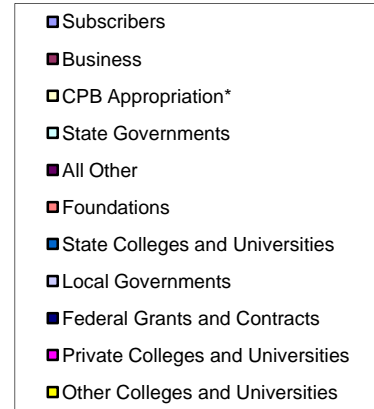 Subscribers
Business
CPB Appropriation*
State Governments
All Other
Foundations
State Colleges and Universities
Local Governments
Federal Grants and Contracts
Private Colleges and Universities
Other Colleges and Universities